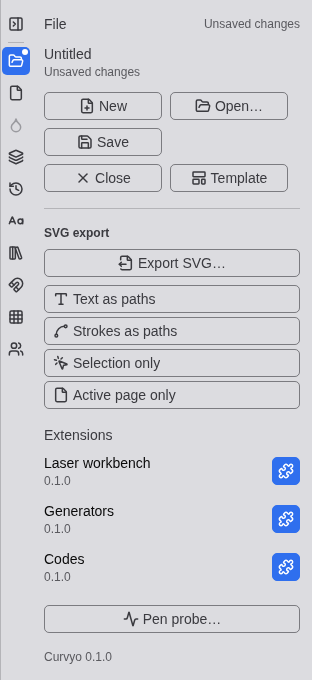 File
Unsaved changes
Untitled
Unsaved changes
New
Open…
Save
Close
Template
SVG export
Export SVG…
Text as paths
Strokes as paths
Selection only
Active page only
Extensions
Laser workbench
0.1.0
Generators
0.1.0
Codes
0.1.0
Pen probe…
Curvyo 0.1.0